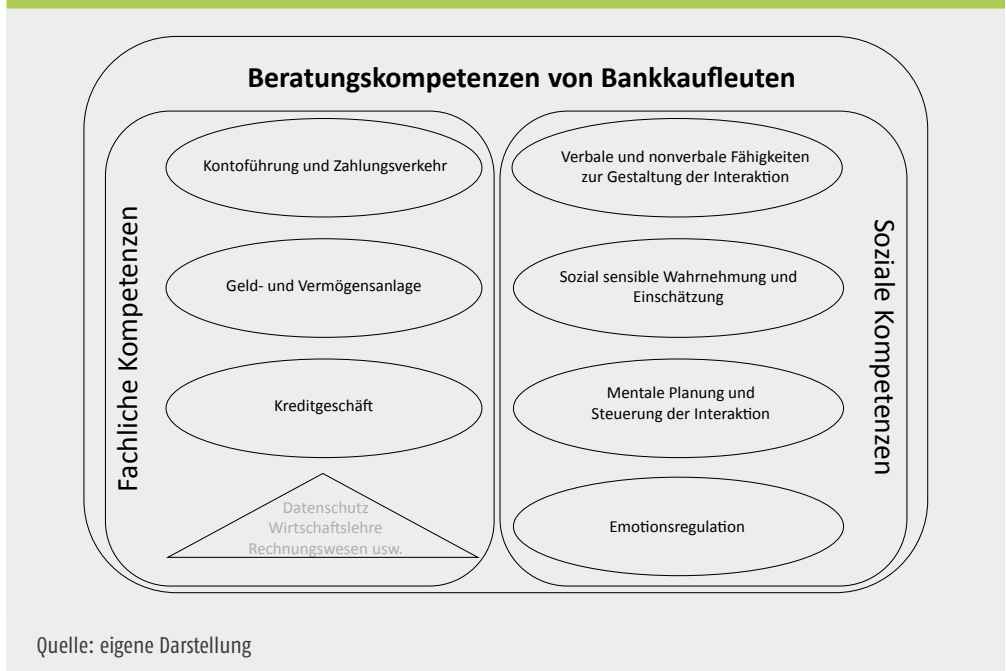 Beratungskompetenzen von Bankkaufleuten
Fachliche Kompetenzen
Kontoführung und Zahlungsverkehr
Geld- und Vermögensanlage
Kreditgeschäft
Datenschutz
Wirtschaftslehre
Rechnungswesen usw.
Verbale und nonverbale Fähigkeiten
zur Gestaltung der Interaktion
Sozial sensible Wahrnehmung und
Einschätzung
Mentale Planung und
Steuerung der Interaktion
Emotionsregulation
Soziale Kompetenzen
Quelle: eigene Darstellung